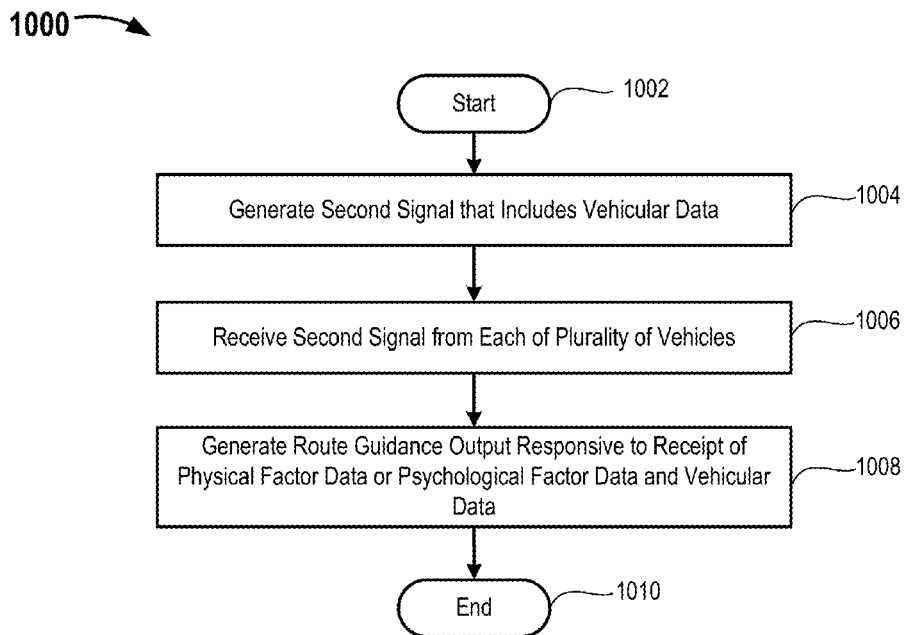 1000
Start
1002
Generate Second Signal that Includes Vehicular Data
1004
Receive Second Signal from Each of Plurality of Vehicles
1006
Generate Route Guidance Output Responsive to Receipt of
Physical Factor Data or Psychological Factor Data and Vehicular
Data
1008
End
1010